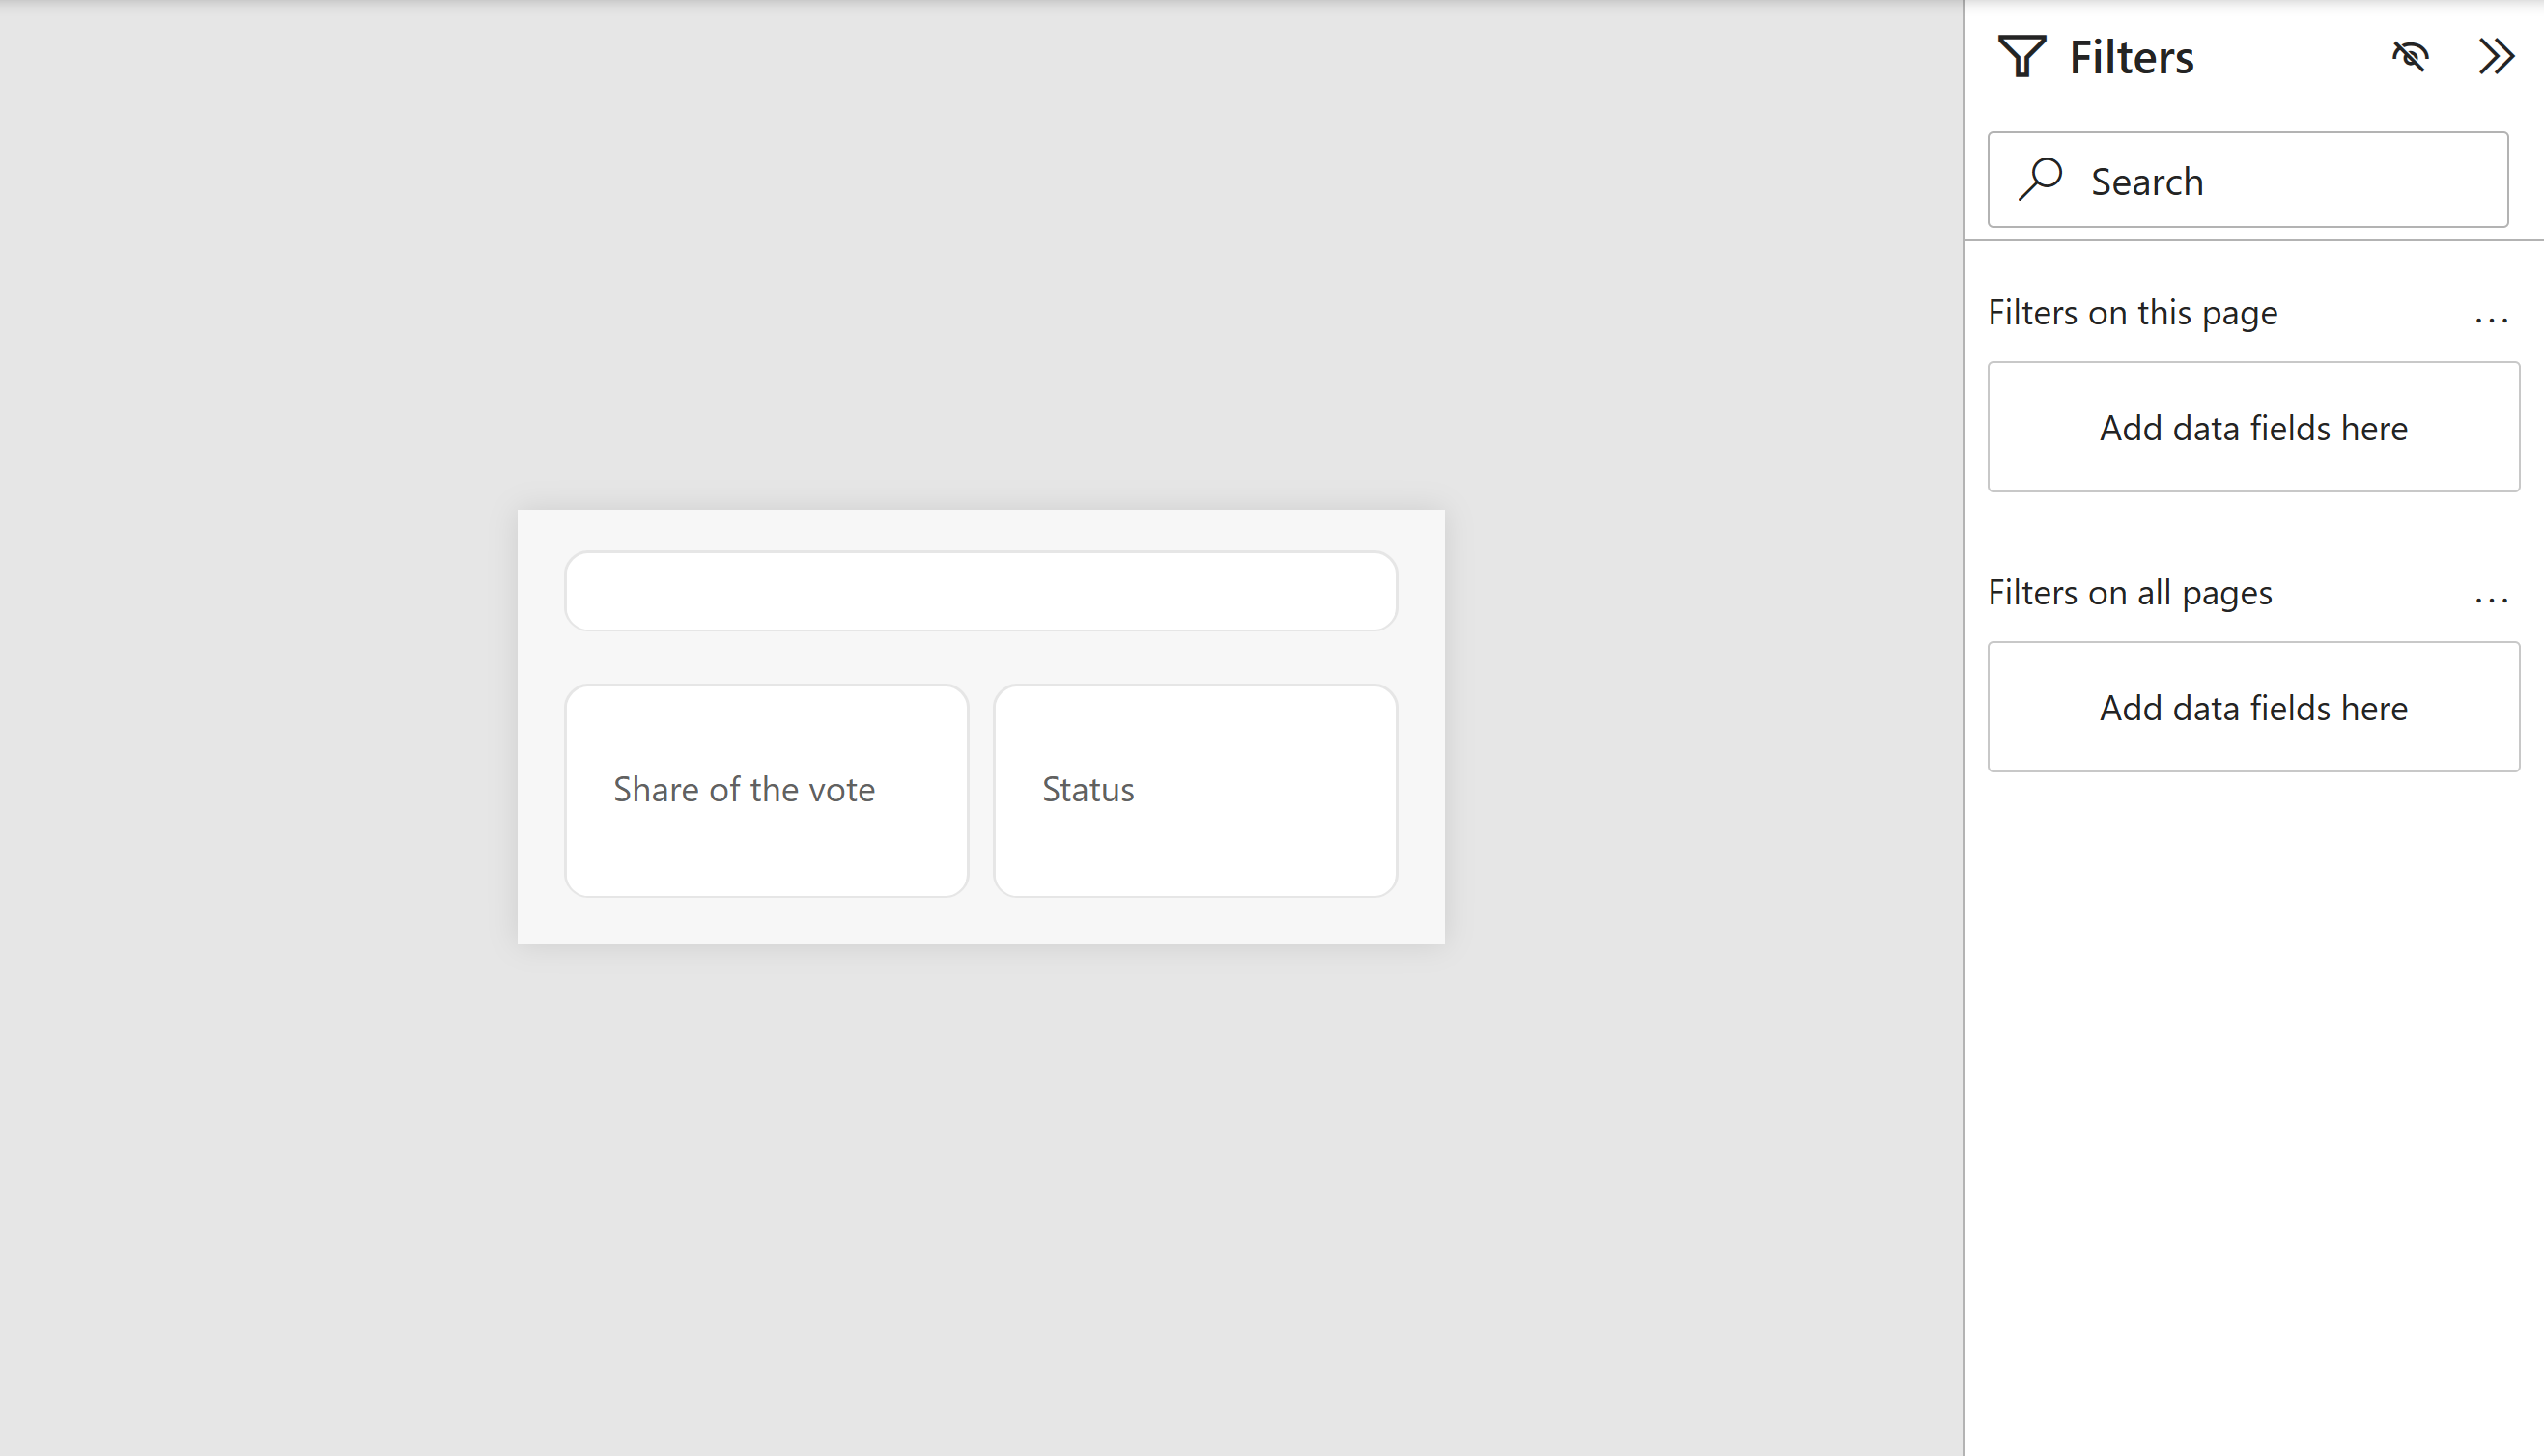 Filters
Search
Filters on this page
...
Add data fields here
Filters on all pages
...
Add data fields here
Share of the vote
Status